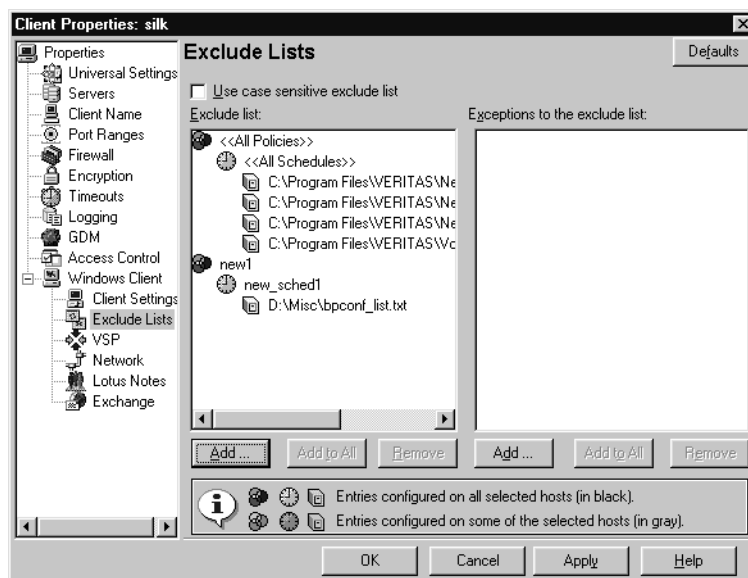 Client Properties: silk
Properties
Universal Settings
Servers
Client Name
Port Ranges
Firewall
Encryption
Timeouts
Logging
GDM
Access Control
Windows Client
Client Settings
Exclude Lists
VSP
Network
Lotus Notes
Exchange
Exclude Lists
Defaults
Use case sensitive exclude list
Exclude list:
<<All Policies>>
<<All Schedules>>
C:\Program Files\VERITAS\Ne
C:\Program Files\VERITAS\Ne
C:\Program Files\VERITAS\Ne
C:\Program Files\VERITAS\Vo
new1
new_sched1
D:\Misc\bpconf_list.txt
Exceptions to the exclude list:
Add ... Add to All Remove
Add ... Add to All Remove
Entries configured on all selected hosts (in black).
Entries configured on some of the selected hosts (in gray).
OK Cancel Apply Help